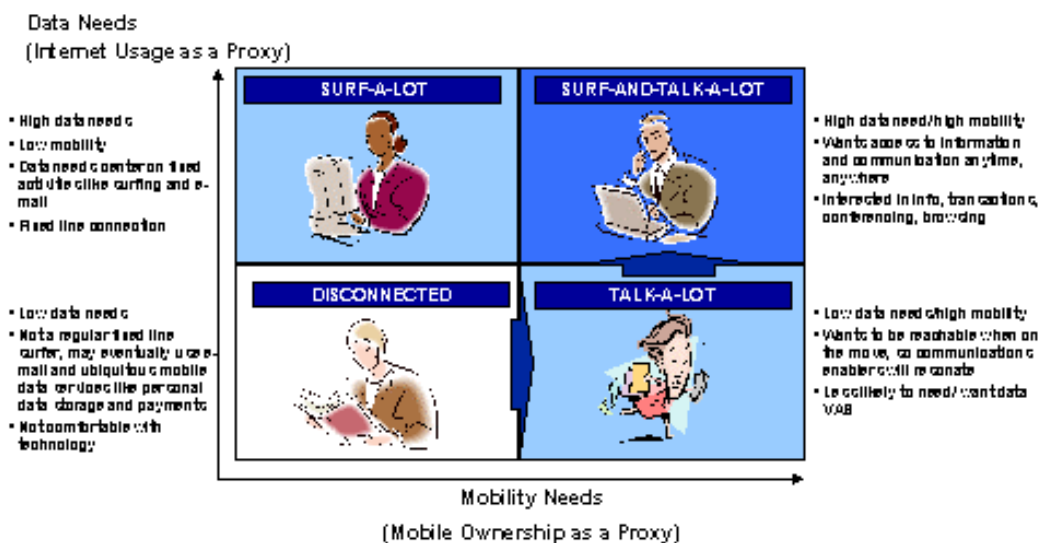 Data Needs
(Internet Usage as a Proxy)
SURF-A-LOT
SURF-AND-TALK-A-LOT
• High data needs
• Low mobility
• Data needs center on fixed
activities like surfing and e-
mail
• Fixed line connection
• High data need/high mobility
• Wants access to information
and communication anytime,
anywhere
• Interested in info, transactions,
conferencing, browsing
DISCONNECTED
TALK-A-LOT
• Low data needs
• Not a regular fixed line
surfer, may eventually use e-
mail and ubiquitous mobile
data services like personal
data storage and payments
• Not comfortable with
technology
• Low data needs/high mobility
• Wants to be reachable when on
the move, so communications
enablers will resonate
• Less likely to need/want data
Mobility Needs
(Mobile Ownership as a Proxy)